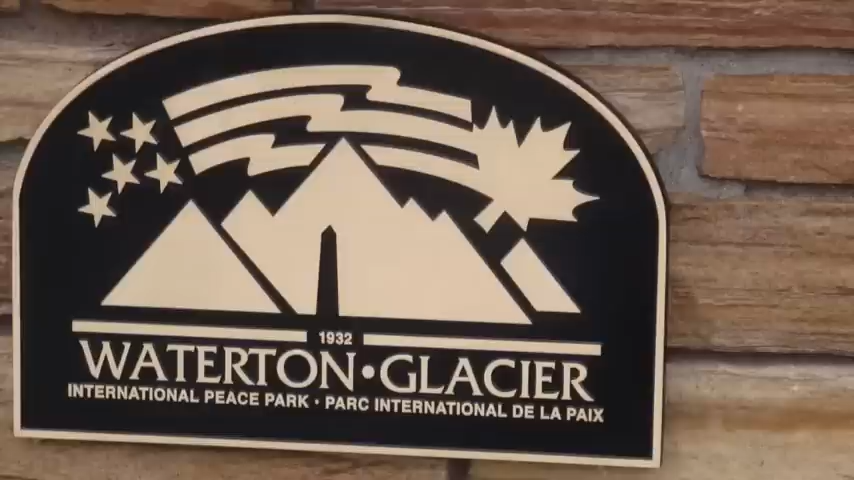 1932
WATERTON·GLACIER
INTERNATIONAL PEACE PARK · PARC INTERNATIONAL DE LA PAIX